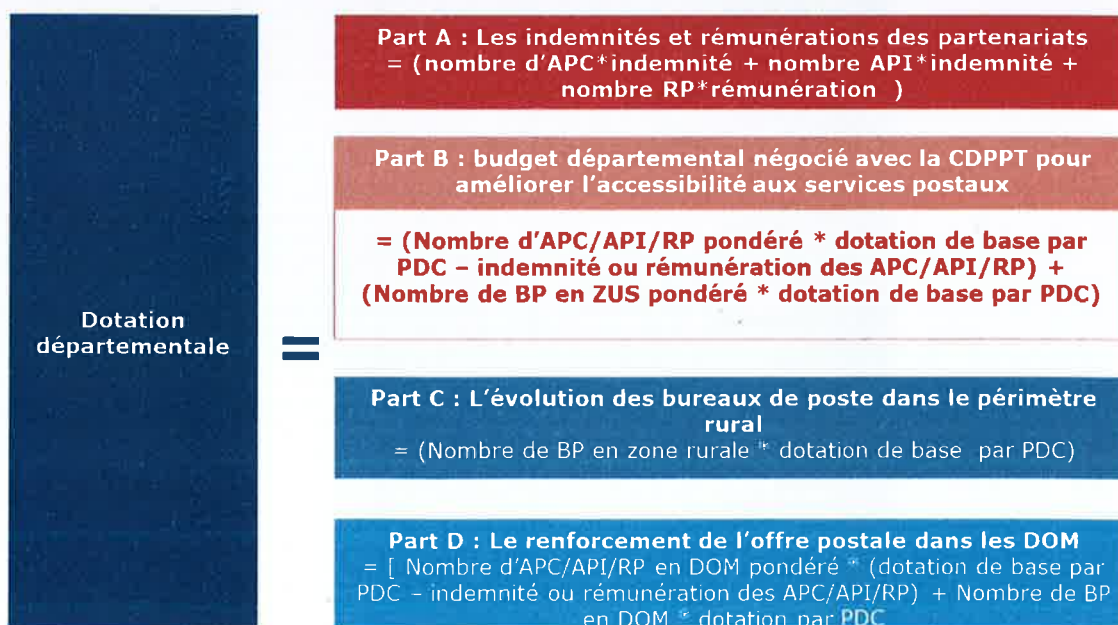 Dotation
départementale
=
Part A : Les indemnités et rémunérations des partenariats
= (nombre d'APC*indemnité + nombre API*indemnité +
nombre RP*rémunération )
Part B : budget départemental négocié avec la CDPPT pour
améliorer l'accessibilité aux services postaux
= (Nombre d'APC/API/RP pondéré * dotation de base par
PDC – indemnité ou rémunération des APC/API/RP) +
(Nombre de BP en ZUS pondéré * dotation de base par PDC)
Part C : L'évolution des bureaux de poste dans le périmètre
rural
= (Nombre de BP en zone rurale * dotation de base par PDC)
Part D : Le renforcement de l'offre postale dans les DOM
= [ Nombre d'APC/API/RP en DOM pondéré * (dotation de base par
PDC – indemnité ou rémunération des APC/API/RP) + Nombre de BP
en DOM * dotation par PDC